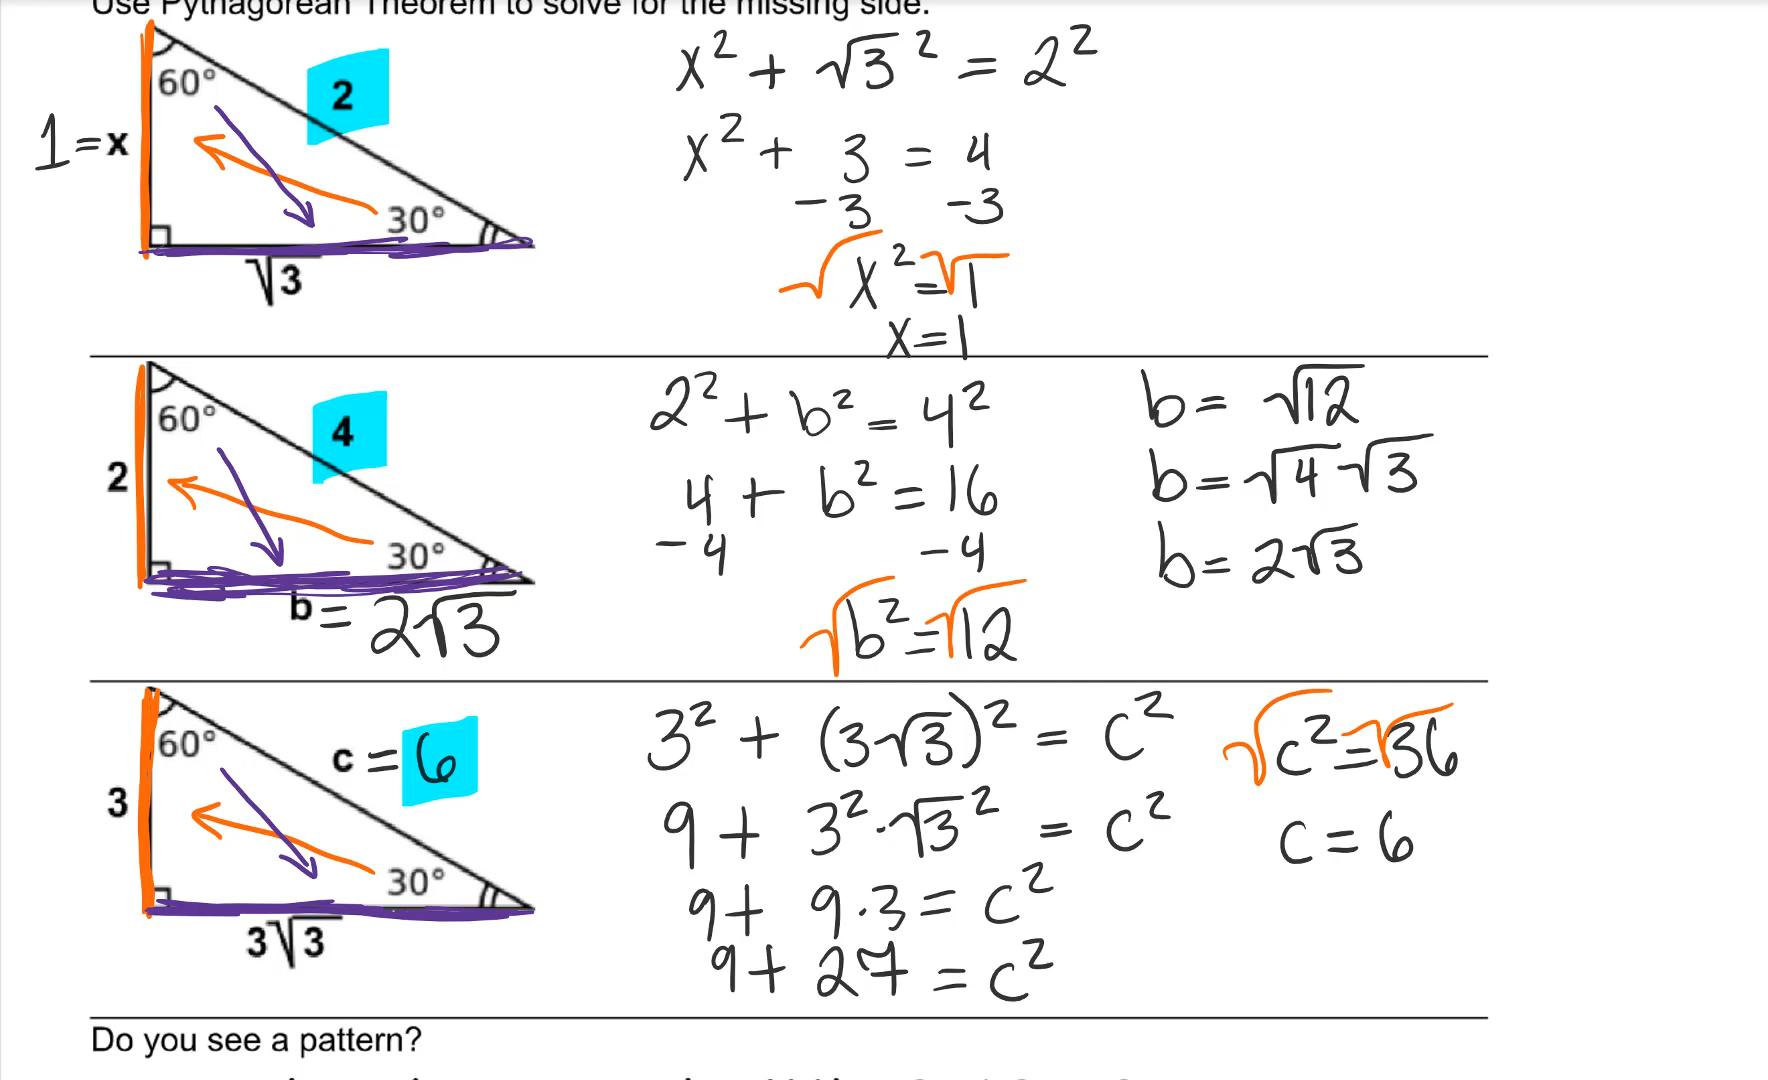 Use Pythagorean Theorem to solve for the missing side.
60°
2
1=x
30°
√3
x² + √3² = 2²
x² + 3 = 4
-3 -3
√x² = √1
x=1
60°
4
2
30°
b = 2√3
2² + b² = 4²
4 + b² = 16
-4 -4
√b² = √12
b = √12
b = √4 √3
b = 2√3
60°
c = 6
3
30°
3√3
3² + (3√3)² = c²
9 + 3²·√3² = c²
9 + 9·3 = c²
9 + 27 = c²
√c² = √36
c = 6
Do you see a pattern?